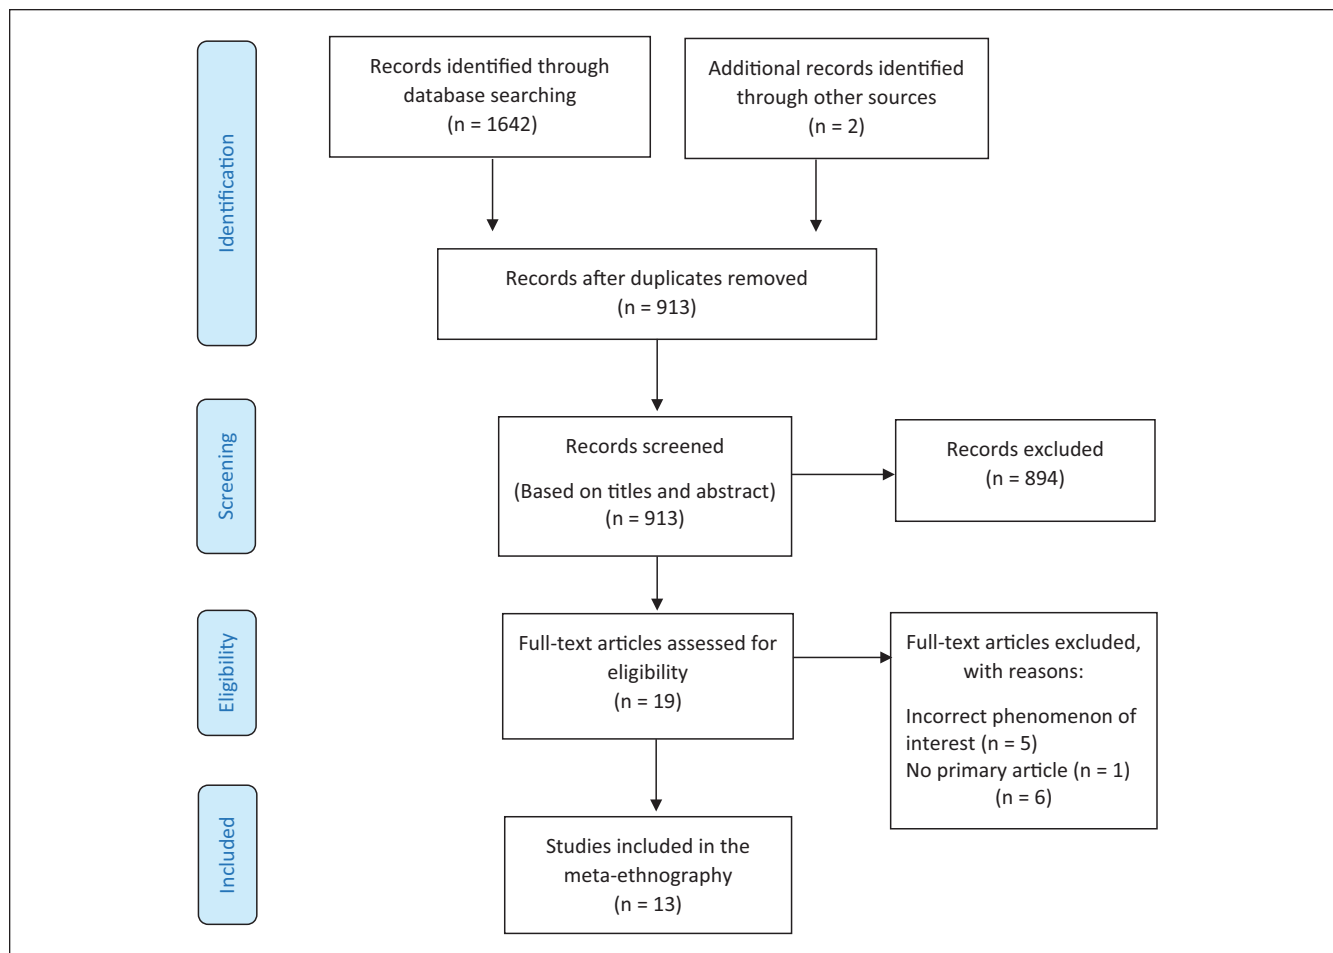 Identification
Records identified through
database searching
(n = 1642)
Additional records identified
through other sources
(n = 2)
Records after duplicates removed
(n = 913)
Screening
Records screened
(Based on titles and abstract)
(n = 913)
Records excluded
(n = 894)
Eligibility
Full-text articles assessed for
eligibility
(n = 19)
Full-text articles excluded,
with reasons:
Incorrect phenomenon of
interest (n = 5)
No primary article (n = 1)
(n = 6)
Included
Studies included in the
meta-ethnography
(n = 13)